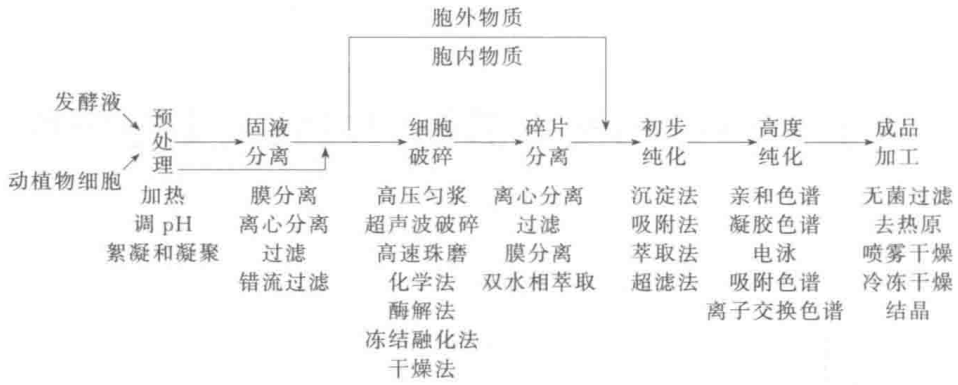 胞外物质
胞内物质
发酵液
动植物细胞
预处理
加热
调 pH
絮凝和凝聚
固液
分离
膜分离
离心分离
过滤
错流过滤
细胞
破碎
高压匀浆
超声波破碎
高速珠磨
化学法
酶解法
冻结融化法
干燥法
碎片
分离
离心分离
过滤
膜分离
双水相萃取
初步
纯化
沉淀法
吸附法
萃取法
超滤法
高度
纯化
亲和色谱
凝胶色谱
电泳
吸附色谱
离子交换色谱
成品
加工
无菌过滤
去热原
喷雾干燥
冷冻干燥
结晶